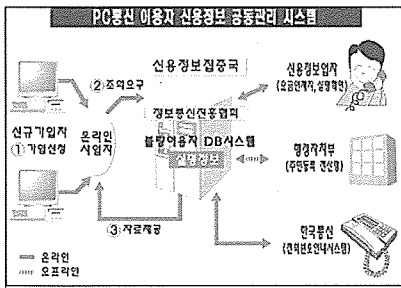 PC통신 이용자 신용정보 공동관리 시스템
② 조회요구
신용정보집중국
신용정보업자
(요금연체자, 실명확인)
정보통신진흥협회
신규가입자
① 가입신청
온라인
사업자
불량이용자 DB시스템
신용정보
행정자치부
(주민등록 전산망)
③ 자료제공
한국통신
(전화번호안내시스템)
온라인
오프라인